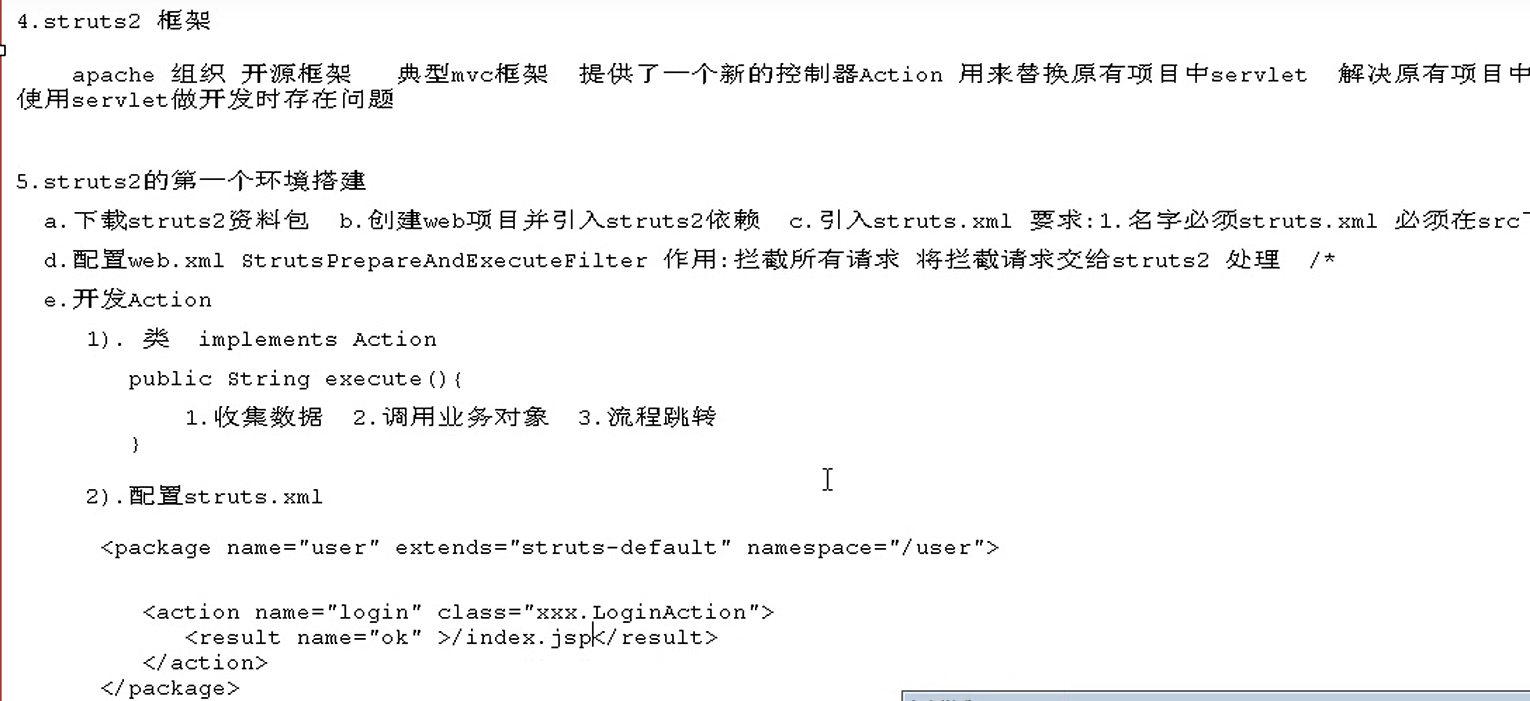 4.struts2 框架
apache 组织 开源框架 典型mvc框架 提供了一个新的控制器Action 用来替换原有项目中servlet 解决原有项目中
使用servlet做开发时存在问题
5.struts2的第一个环境搭建
a.下载struts2资料包 b.创建web项目并引入struts2依赖 c.引入struts.xml 要求:1.名字必须struts.xml 必须在src
d.配置web.xml StrutsPrepareAndExecuteFilter 作用:拦截所有请求 将拦截请求交给struts2 处理 /*
e.开发Action
1). 类 implements Action
public String execute(){
1.收集数据 2.调用业务对象 3.流程跳转
}
2).配置struts.xml
<package name="user" extends="struts-default" namespace="/user">
<action name="login" class="xxx.LoginAction">
<result name="ok" >/index.jsp</result>
</action>
</package>